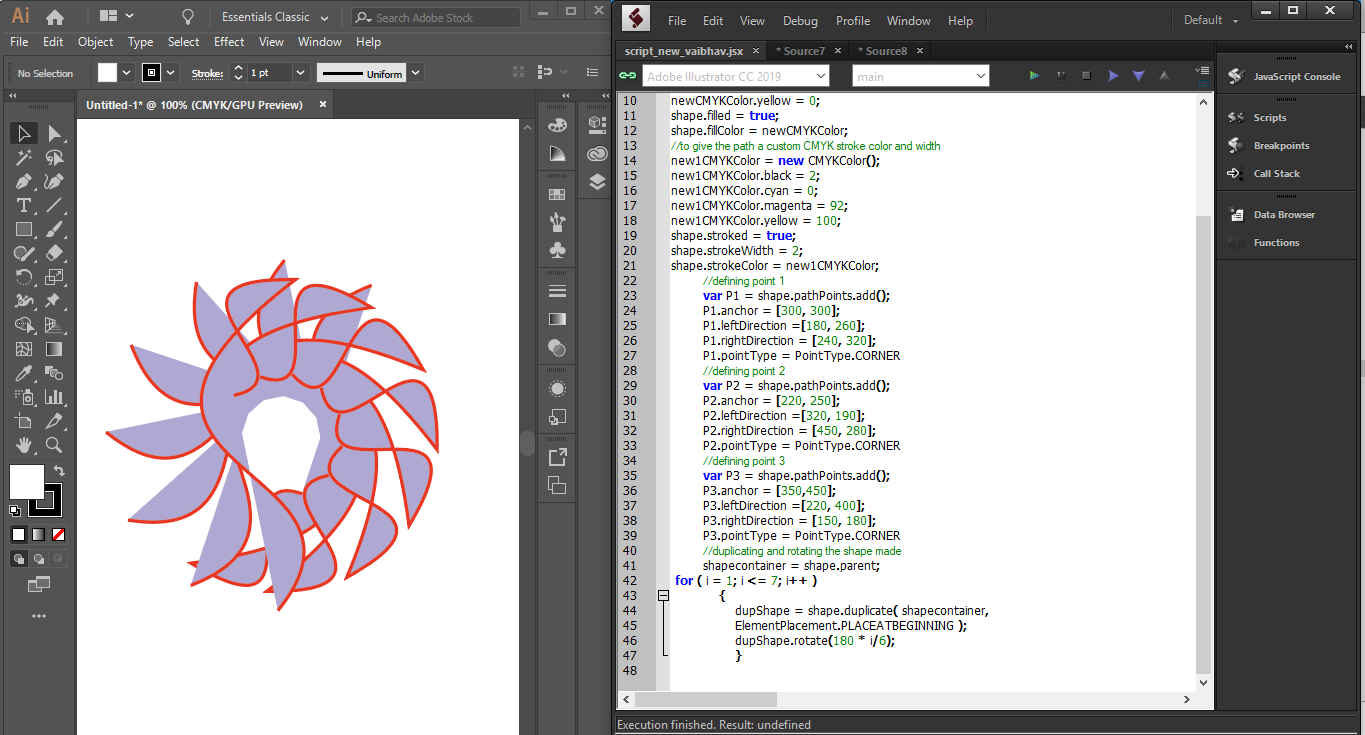 Ai
Essentials Classic
Search Adobe Stock
File Edit Object Type Select Effect View Window Help
No Selection
Stroke:
1 pt
Uniform
Untitled-1* @ 100% (CMYK/GPU Preview) ×
File Edit View Debug Profile Window Help
Default
script_new_vaibhav.jsx × * Source7 × * Source8 ×
Adobe Illustrator CC 2019
main
10 newCMYKColor.yellow = 0;
11 shape.filled = true;
12 shape.fillColor = newCMYKColor;
13 //to give the path a custom CMYK stroke color and width
14 new1CMYKColor = new CMYKColor();
15 new1CMYKColor.black = 2;
16 new1CMYKColor.cyan = 0;
17 new1CMYKColor.magenta = 92;
18 new1CMYKColor.yellow = 100;
19 shape.stroked = true;
20 shape.strokeWidth = 2;
21 shape.strokeColor = new1CMYKColor;
22 //defining point 1
23 var P1 = shape.pathPoints.add();
24 P1.anchor = [300, 300];
25 P1.leftDirection =[180, 260];
26 P1.rightDirection = [240, 320];
27 P1.pointType = PointType.CORNER
28 //defining point 2
29 var P2 = shape.pathPoints.add();
30 P2.anchor = [220, 250];
31 P2.leftDirection =[320, 190];
32 P2.rightDirection = [450, 280];
33 P2.pointType = PointType.CORNER
34 //defining point 3
35 var P3 = shape.pathPoints.add();
36 P3.anchor = [350,450];
37 P3.leftDirection =[220, 400];
38 P3.rightDirection = [150, 180];
39 P3.pointType = PointType.CORNER
40 //duplicating and rotating the shape made
41 shapecontainer = shape.parent;
42 for ( i = 1; i <= 7; i++ )
43 {
44 dupShape = shape.duplicate( shapecontainer,
45 ElementPlacement.PLACEATBEGINNING );
46 dupShape.rotate(180 * i/6);
47 }
48
JavaScript Console
Scripts
Breakpoints
Call Stack
Data Browser
Functions
Execution finished. Result: undefined